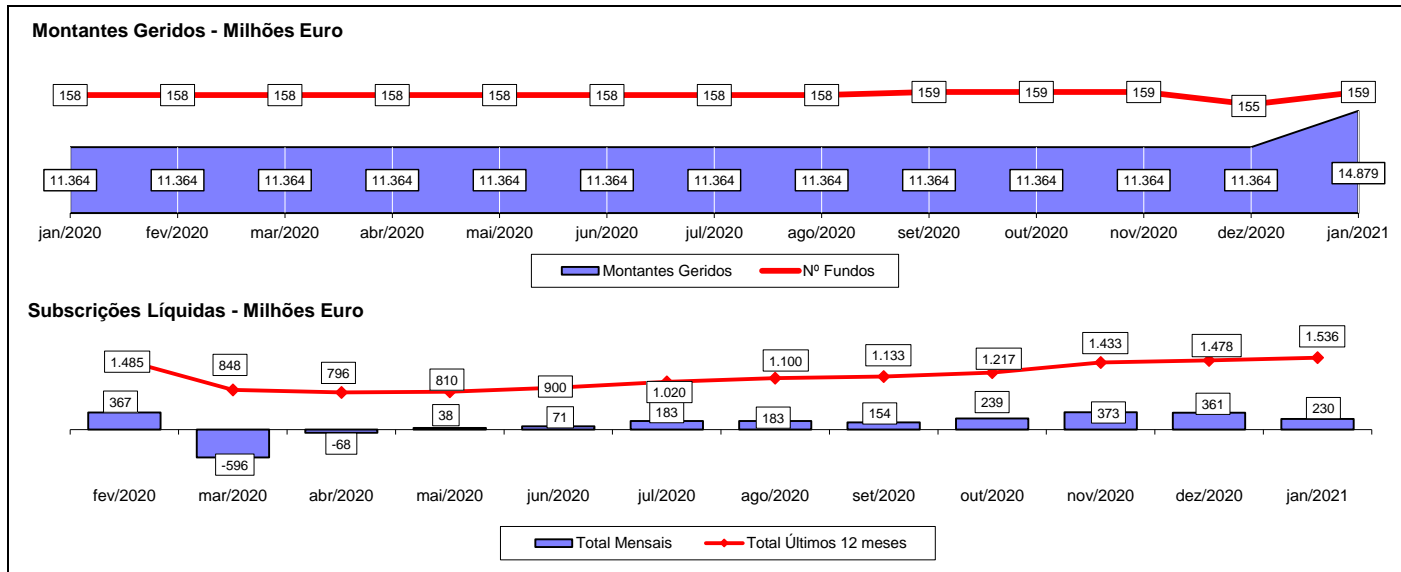 Montantes Geridos - Milhões Euro
158 158 158 158 158 158 158 158 159 159 159 155 159
11.364 11.364 11.364 11.364 11.364 11.364 11.364 11.364 11.364 11.364 11.364 11.364 14.879
jan/2020 fev/2020 mar/2020 abr/2020 mai/2020 jun/2020 jul/2020 ago/2020 set/2020 out/2020 nov/2020 dez/2020 jan/2021
Montantes Geridos Nº Fundos
Subscrições Líquidas - Milhões Euro
1.485 848 796 810 900 1.020 1.100 1.133 1.217 1.433 1.478 1.536
367 -596 -68 38 71 183 183 154 239 373 361 230
fev/2020 mar/2020 abr/2020 mai/2020 jun/2020 jul/2020 ago/2020 set/2020 out/2020 nov/2020 dez/2020 jan/2021
Total Mensais Total Últimos 12 meses